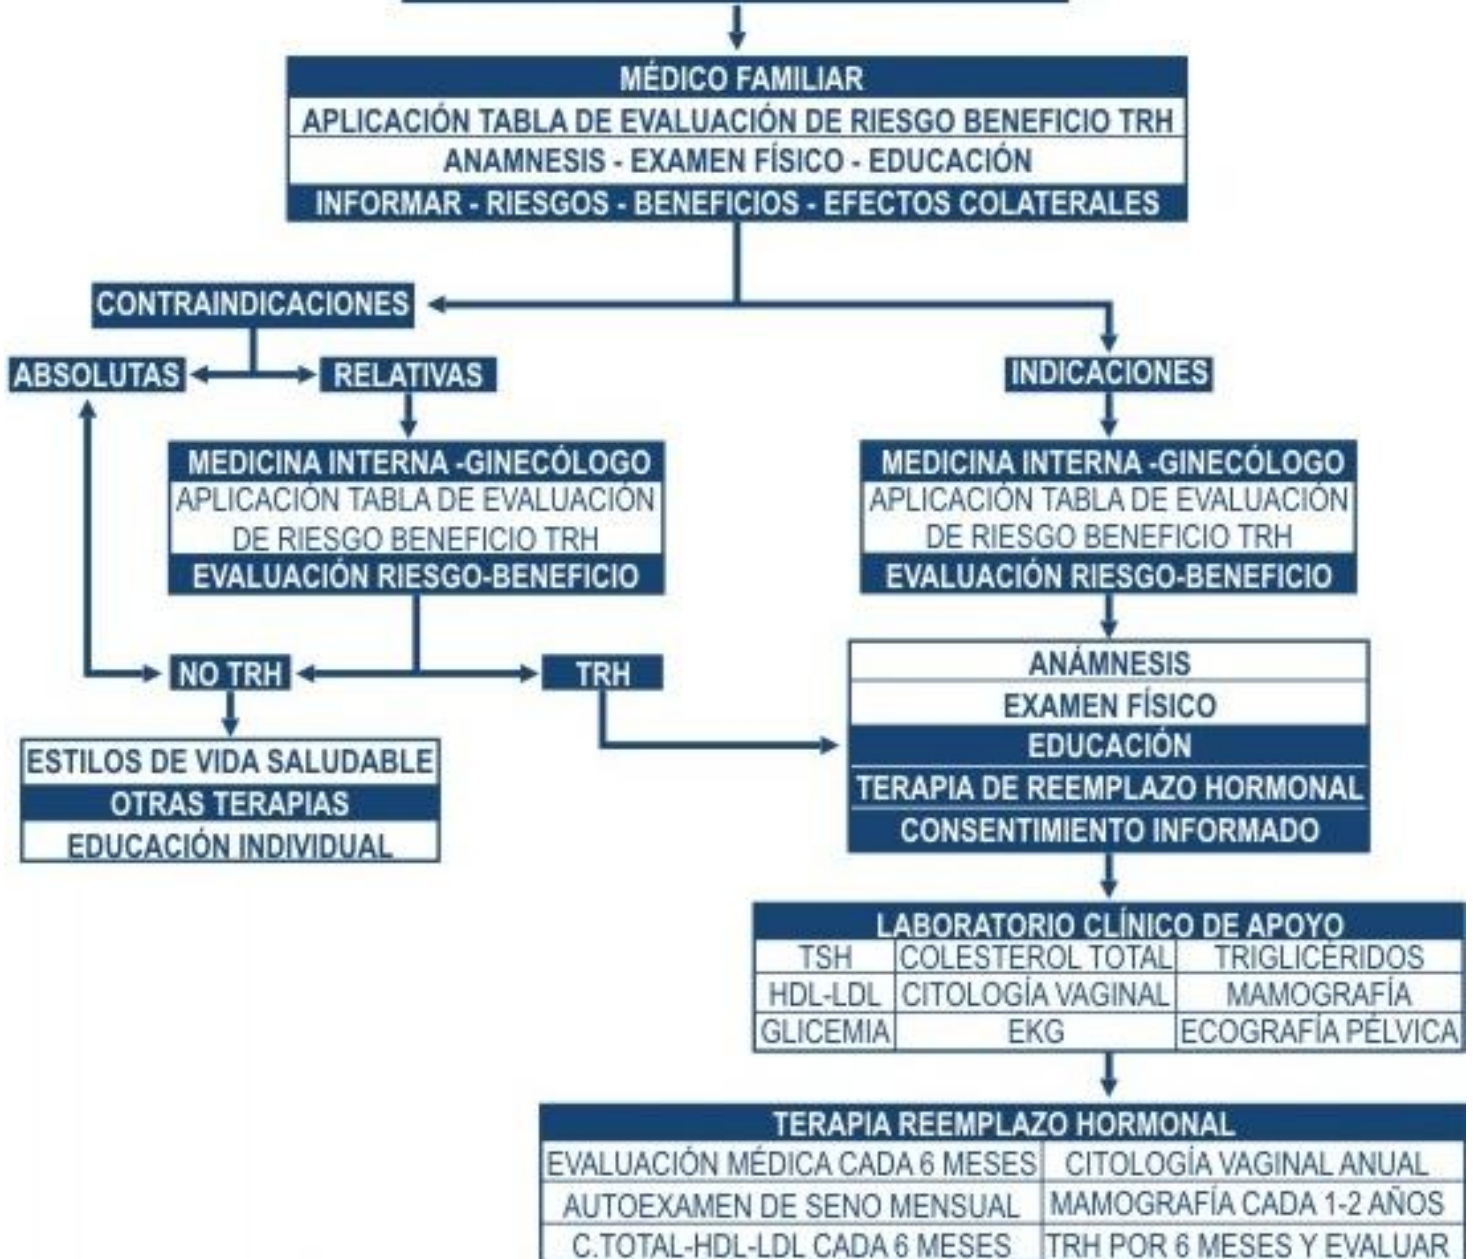 MÉDICO FAMILIAR
APLICACIÓN TABLA DE EVALUACIÓN DE RIESGO BENEFICIO TRH
ANAMNESIS - EXAMEN FÍSICO - EDUCACIÓN
INFORMAR - RIESGOS - BENEFICIOS - EFECTOS COLATERALES
CONTRAINDICACIONES
ABSOLUTAS
RELATIVAS
INDICACIONES
MEDICINA INTERNA -GINECÓLOGO
APLICACIÓN TABLA DE EVALUACIÓN
DE RIESGO BENEFICIO TRH
EVALUACIÓN RIESGO-BENEFICIO
MEDICINA INTERNA -GINECÓLOGO
APLICACIÓN TABLA DE EVALUACIÓN
DE RIESGO BENEFICIO TRH
EVALUACIÓN RIESGO-BENEFICIO
NO TRH
TRH
ESTILOS DE VIDA SALUDABLE
OTRAS TERAPIAS
EDUCACIÓN INDIVIDUAL
ANÁMNESIS
EXAMEN FÍSICO
EDUCACIÓN
TERAPIA DE REEMPLAZO HORMONAL
CONSENTIMIENTO INFORMADO
LABORATORIO CLÍNICO DE APOYO
TSH COLESTEROL TOTAL TRIGLICÉRIDOS
HDL-LDL CITOLOGÍA VAGINAL MAMOGRAFÍA
GLICEMIA EKG ECOGRAFÍA PÉLVICA
TERAPIA REEMPLAZO HORMONAL
EVALUACIÓN MÉDICA CADA 6 MESES CITOLOGÍA VAGINAL ANUAL
AUTOEXAMEN DE SENO MENSUAL MAMOGRAFÍA CADA 1-2 AÑOS
C.TOTAL-HDL-LDL CADA 6 MESES TRH POR 6 MESES Y EVALUAR